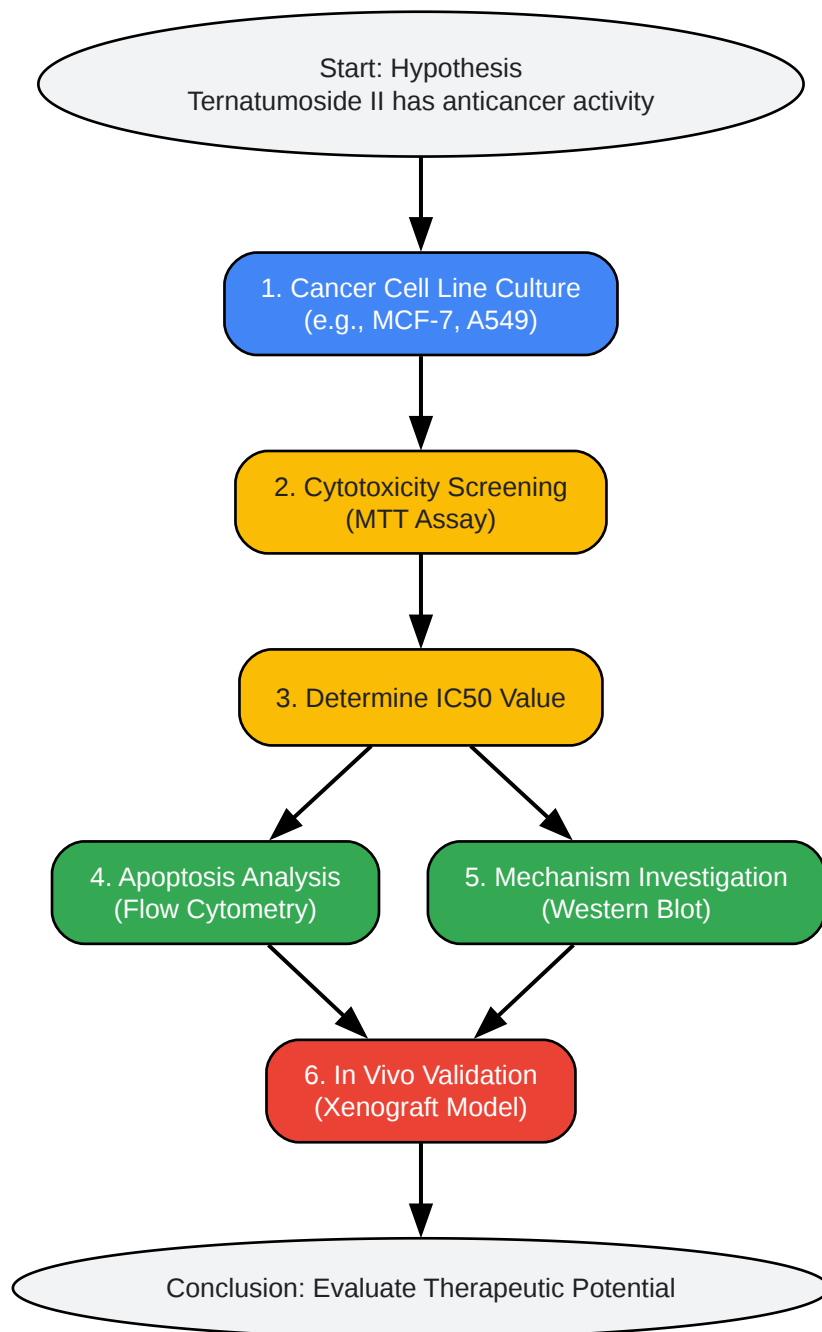 Start: Hypothesis
Ternatumoside II has anticancer activity
1. Cancer Cell Line Culture
(e.g., MCF-7, A549)
2. Cytotoxicity Screening
(MTT Assay)
3. Determine IC50 Value
4. Apoptosis Analysis
(Flow Cytometry)
5. Mechanism Investigation
(Western Blot)
6. In Vivo Validation
(Xenograft Model)
Conclusion: Evaluate Therapeutic Potential